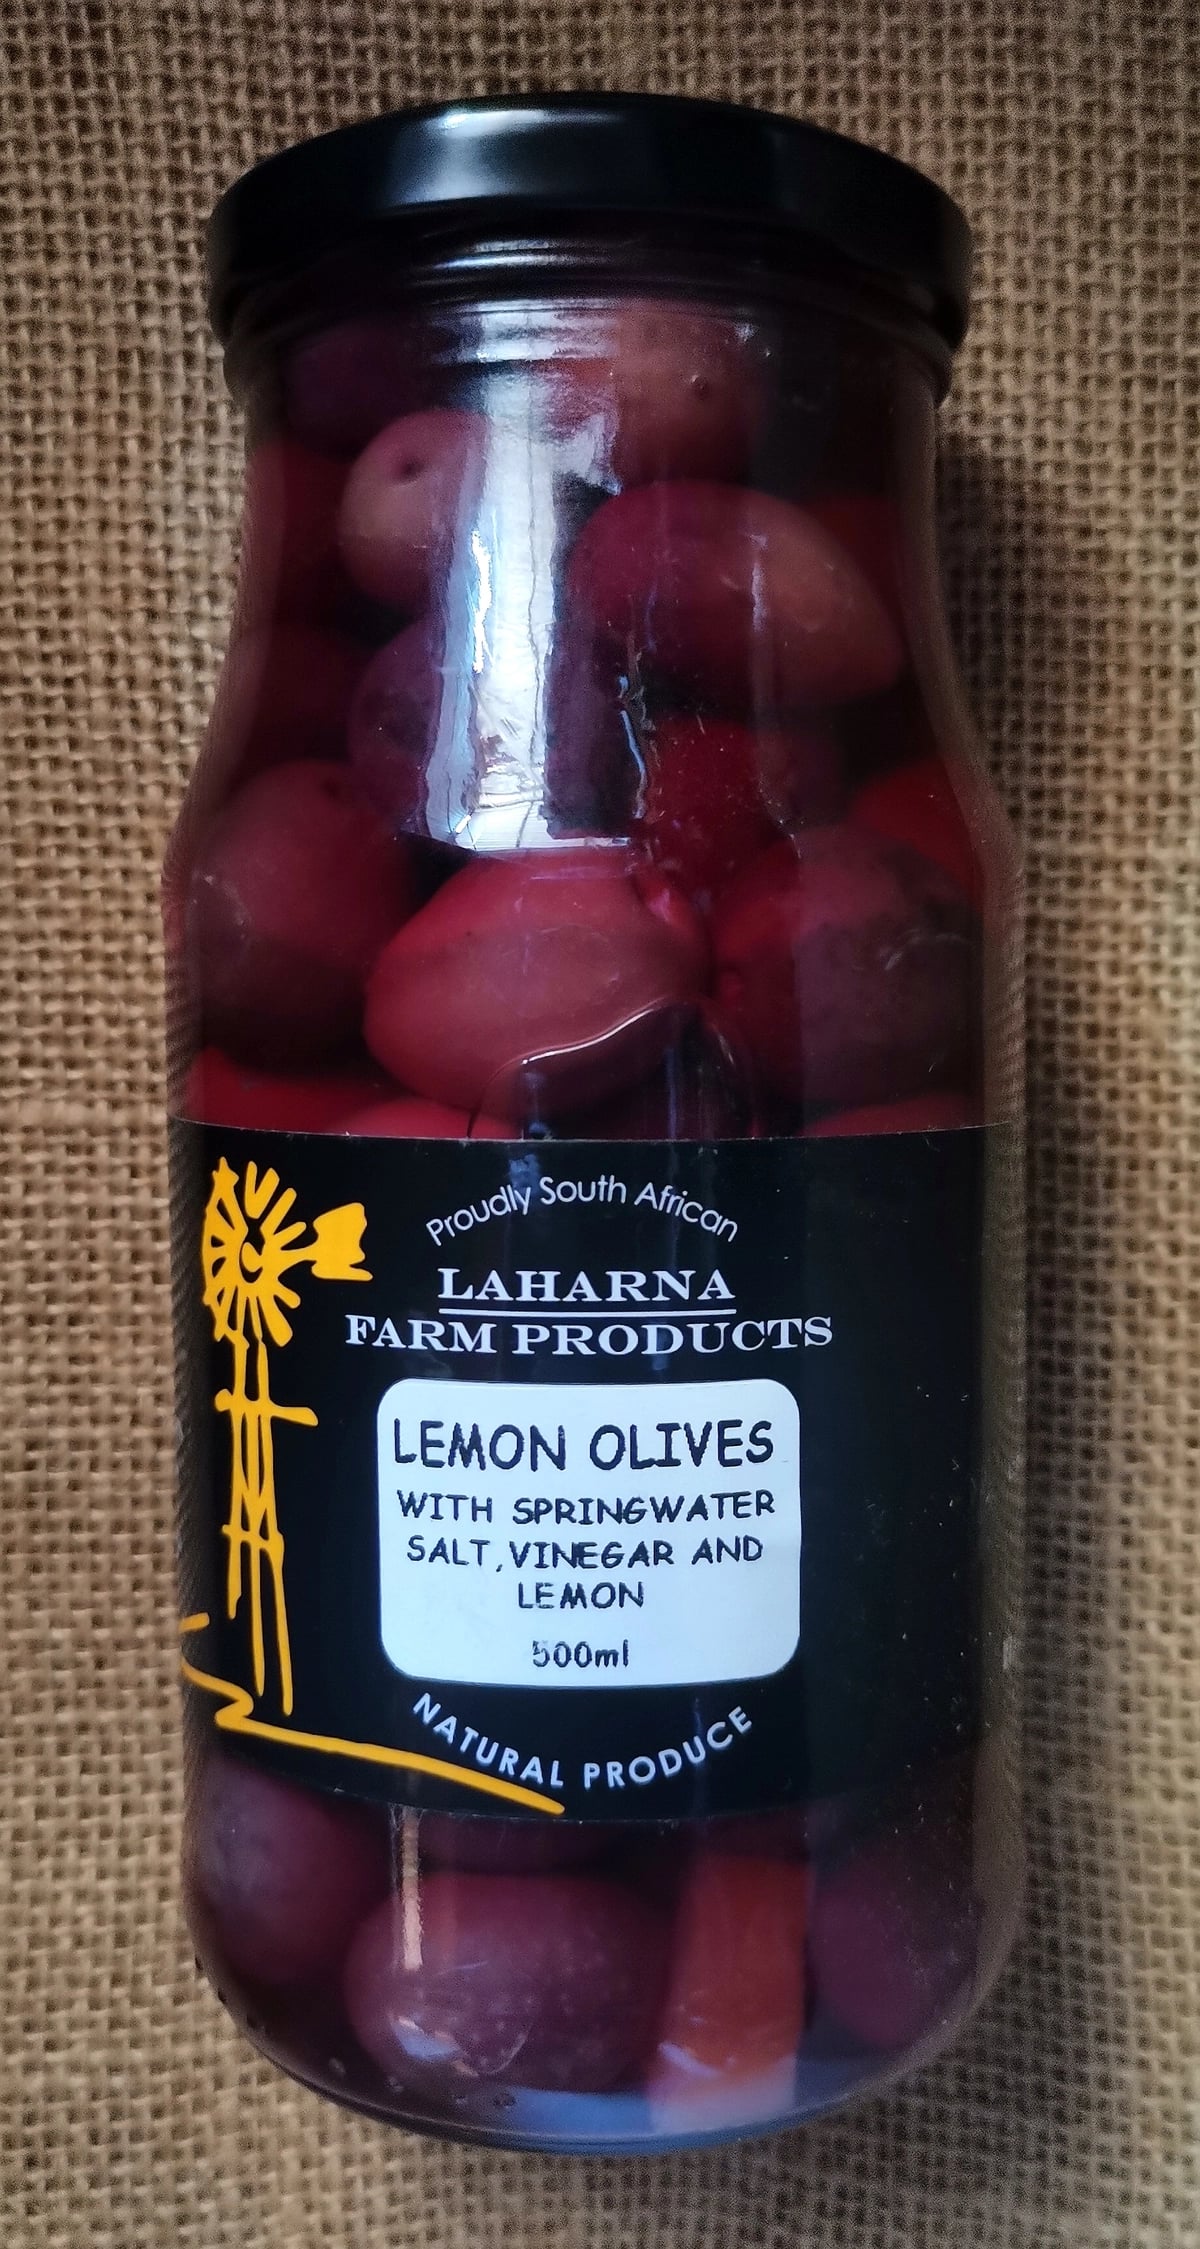 Proudly South African
LAHARNA
FARM PRODUCTS
LEMON OLIVES
WITH SPRINGWATER
SALT, VINEGAR AND
LEMON
500ml
NATURAL PRODUCE